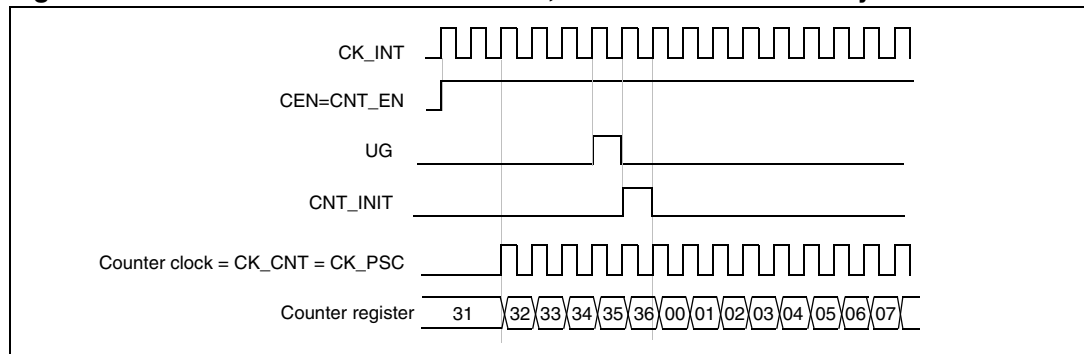 CK_INT
CEN=CNT_EN
UG
CNT_INIT
Counter clock = CK_CNT = CK_PSC
Counter register 31 32 33 34 35 36 00 01 02 03 04 05 06 07